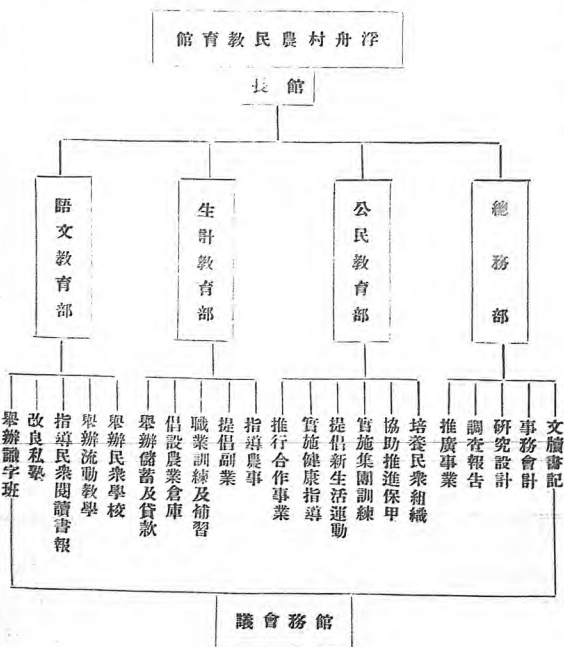 浮舟村農民教育館
館長
總務部
公民教育部
生計教育部
語文教育部
文牘書記
事務會計
研究設計
調查報告
推廣事業
培養民衆組織
協助推進保甲
實施集團訓練
提倡新生活運動
實施健康指導
推行合作事業
指導農事
提倡副業
職業訓練及補習
倡設農業倉庫
舉辦儲蓄及貸款
舉辦民衆學校
舉辦流動教學
指導民衆閱讀書報
改良私塾
舉辦識字班
館務會議